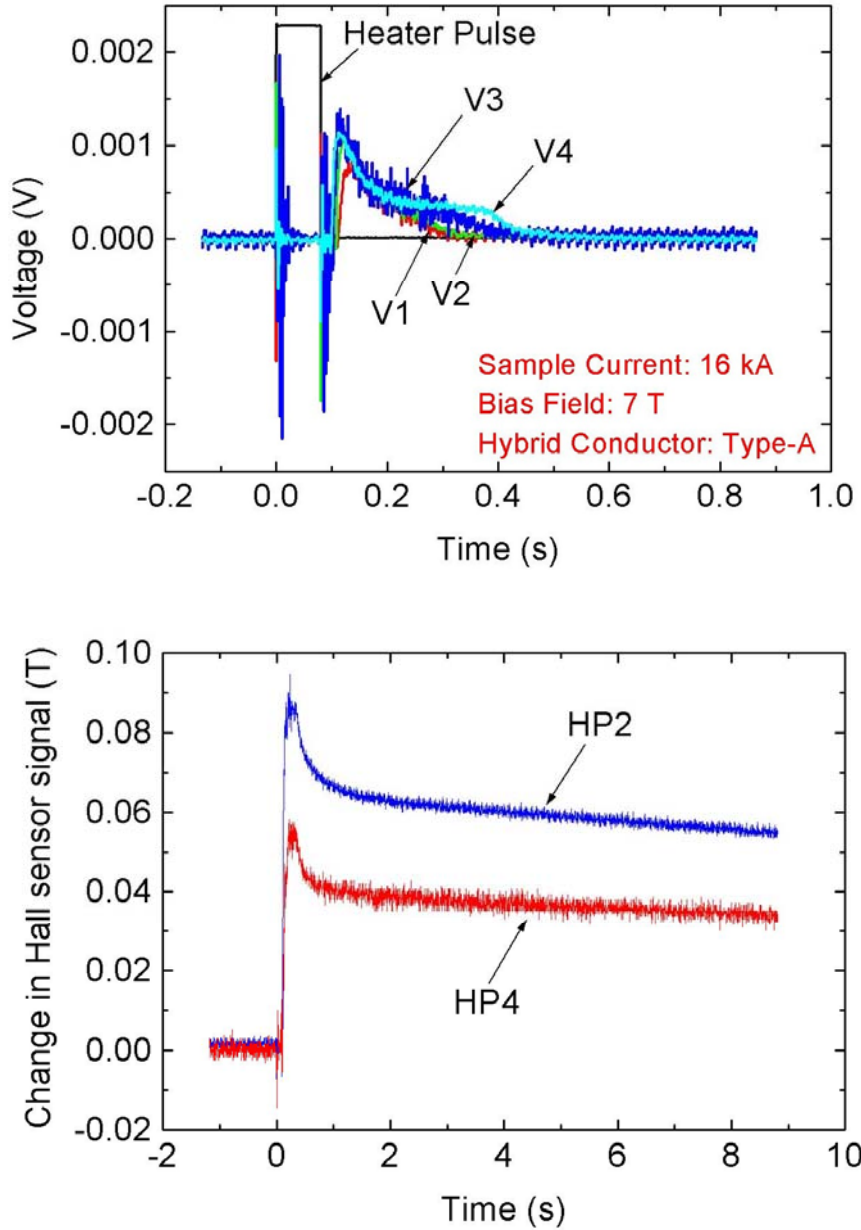 0.002
Heater Pulse
V3
0.001
V4
0.000
V1
V2
-0.001
Sample Current: 16 kA
Bias Field: 7 T
-0.002
Hybrid Conductor: Type-A
-0.2 0.0 0.2 0.4 0.6 0.8 1.0
Time (s)
Voltage (V)
0.10
HP2
0.08
0.06
0.04
HP4
0.02
0.00
-0.02
-2 0 2 4 6 8 10
Time (s)
Change in Hall sensor signal (T)